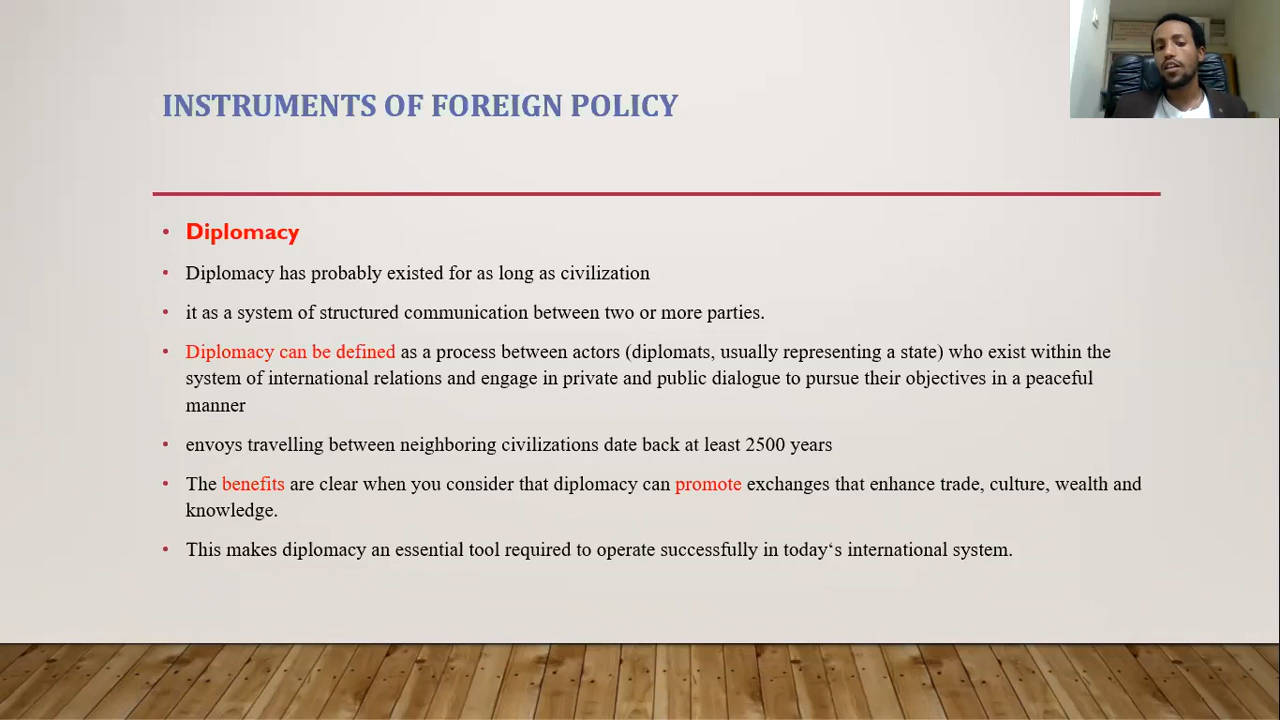 INSTRUMENTS OF FOREIGN POLICY
• Diplomacy
• Diplomacy has probably existed for as long as civilization
• it as a system of structured communication between two or more parties.
• Diplomacy can be defined as a process between actors (diplomats, usually representing a state) who exist within the
system of international relations and engage in private and public dialogue to pursue their objectives in a peaceful
manner
• envoys travelling between neighboring civilizations date back at least 2500 years
• The benefits are clear when you consider that diplomacy can promote exchanges that enhance trade, culture, wealth and
knowledge.
• This makes diplomacy an essential tool required to operate successfully in today‘s international system.